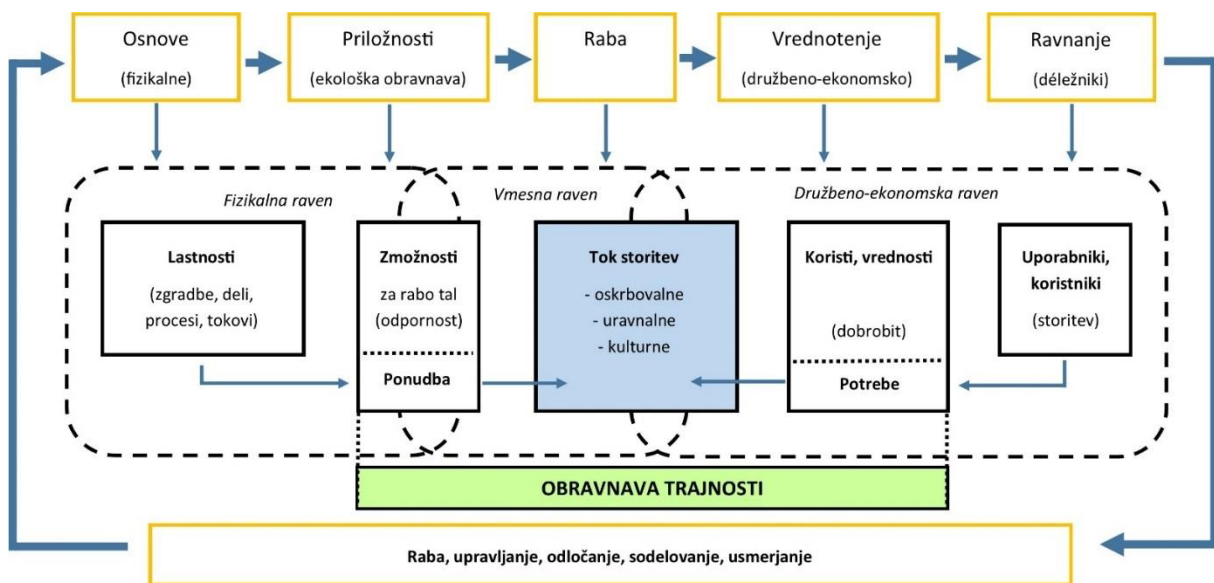 Osnove
(fizikalne)
Priložnosti
(ekološka obravnava)
Raba
Vrednotenje
(družbeno-ekonomsko)
Ravnanje
(déležniki)
Fizikalna raven
Vmesna raven
Družbeno-ekonomska raven
Lastnosti
(zgradbe, deli,
procesi, tokovi)
Zmožnosti
za rabo tal
(odpornost)
Ponudba
Tok storitev
- oskrbovalne
- uravnalne
- kulturne
Koristi, vrednosti
(dobrobit)
Potrebe
Uporabniki,
koristniki
(storitev)
OBRAVNAVA TRAJNOSTI
Raba, upravljanje, odločanje, sodelovanje, usmerjanje